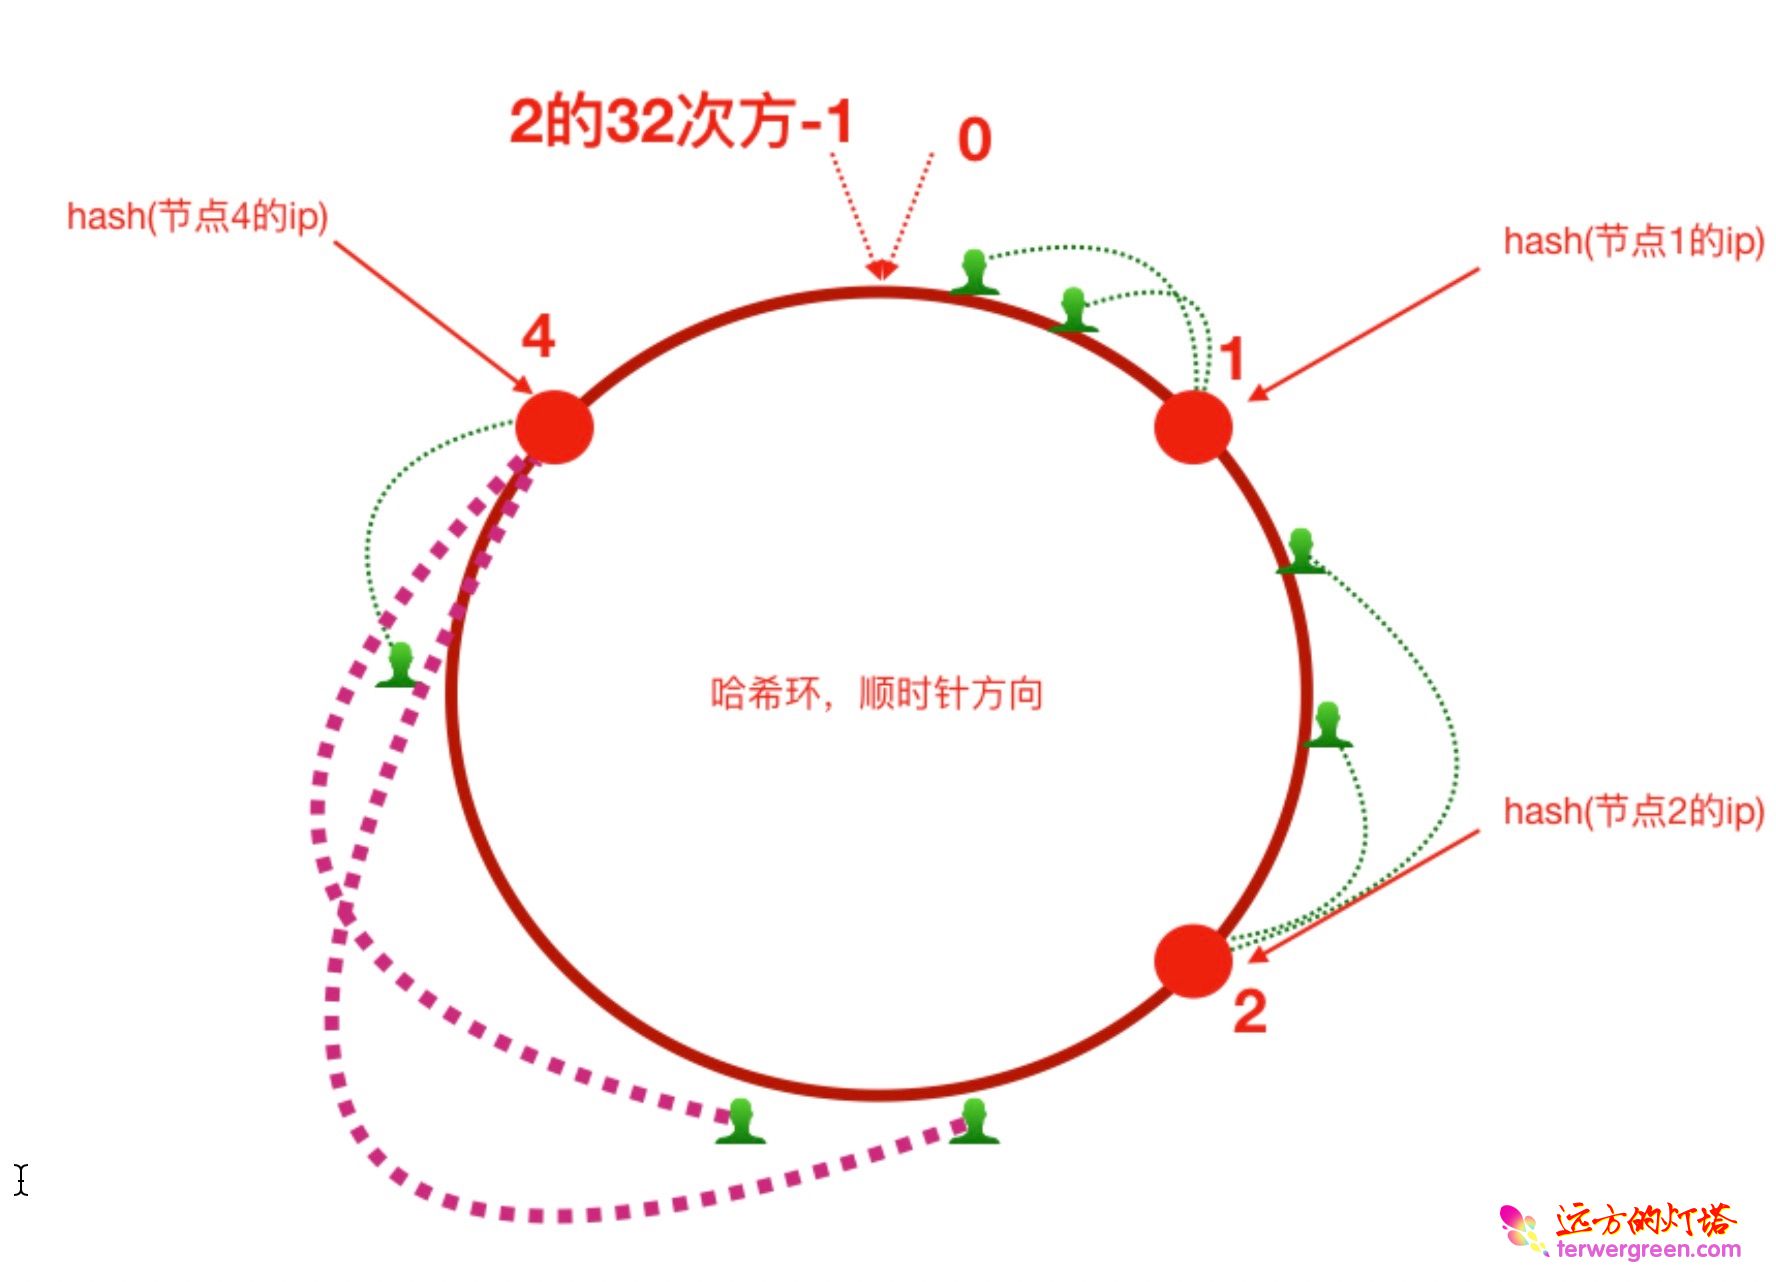 2的32次方-1
0
hash(节点4的ip)
hash(节点1的ip)
4
1
哈希环，顺时针方向
hash(节点2的ip)
2
远方的灯塔
terwergreen.com